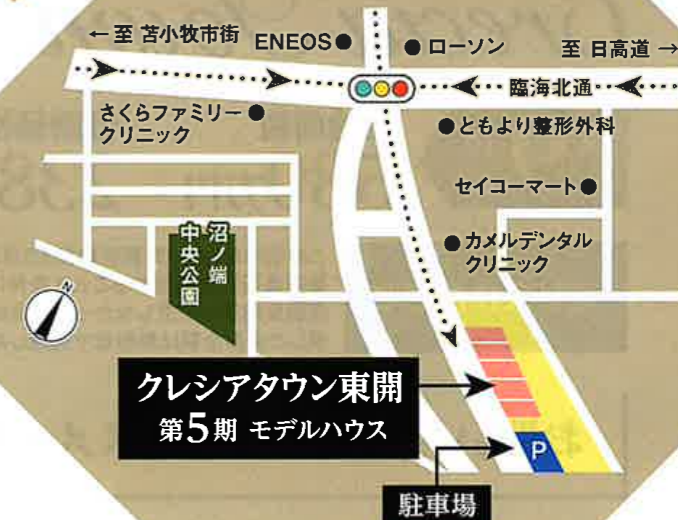 ← 至 苫小牧市街
ENEOS
ローソン
至 日高道 →
臨海北通
さくらファミリー
クリニック
ともより整形外科
セイコーマート
カメルデンタル
クリニック
沼ノ端
中央公園
N
クレシアタウン東開
第5期 モデルハウス
P
駐車場